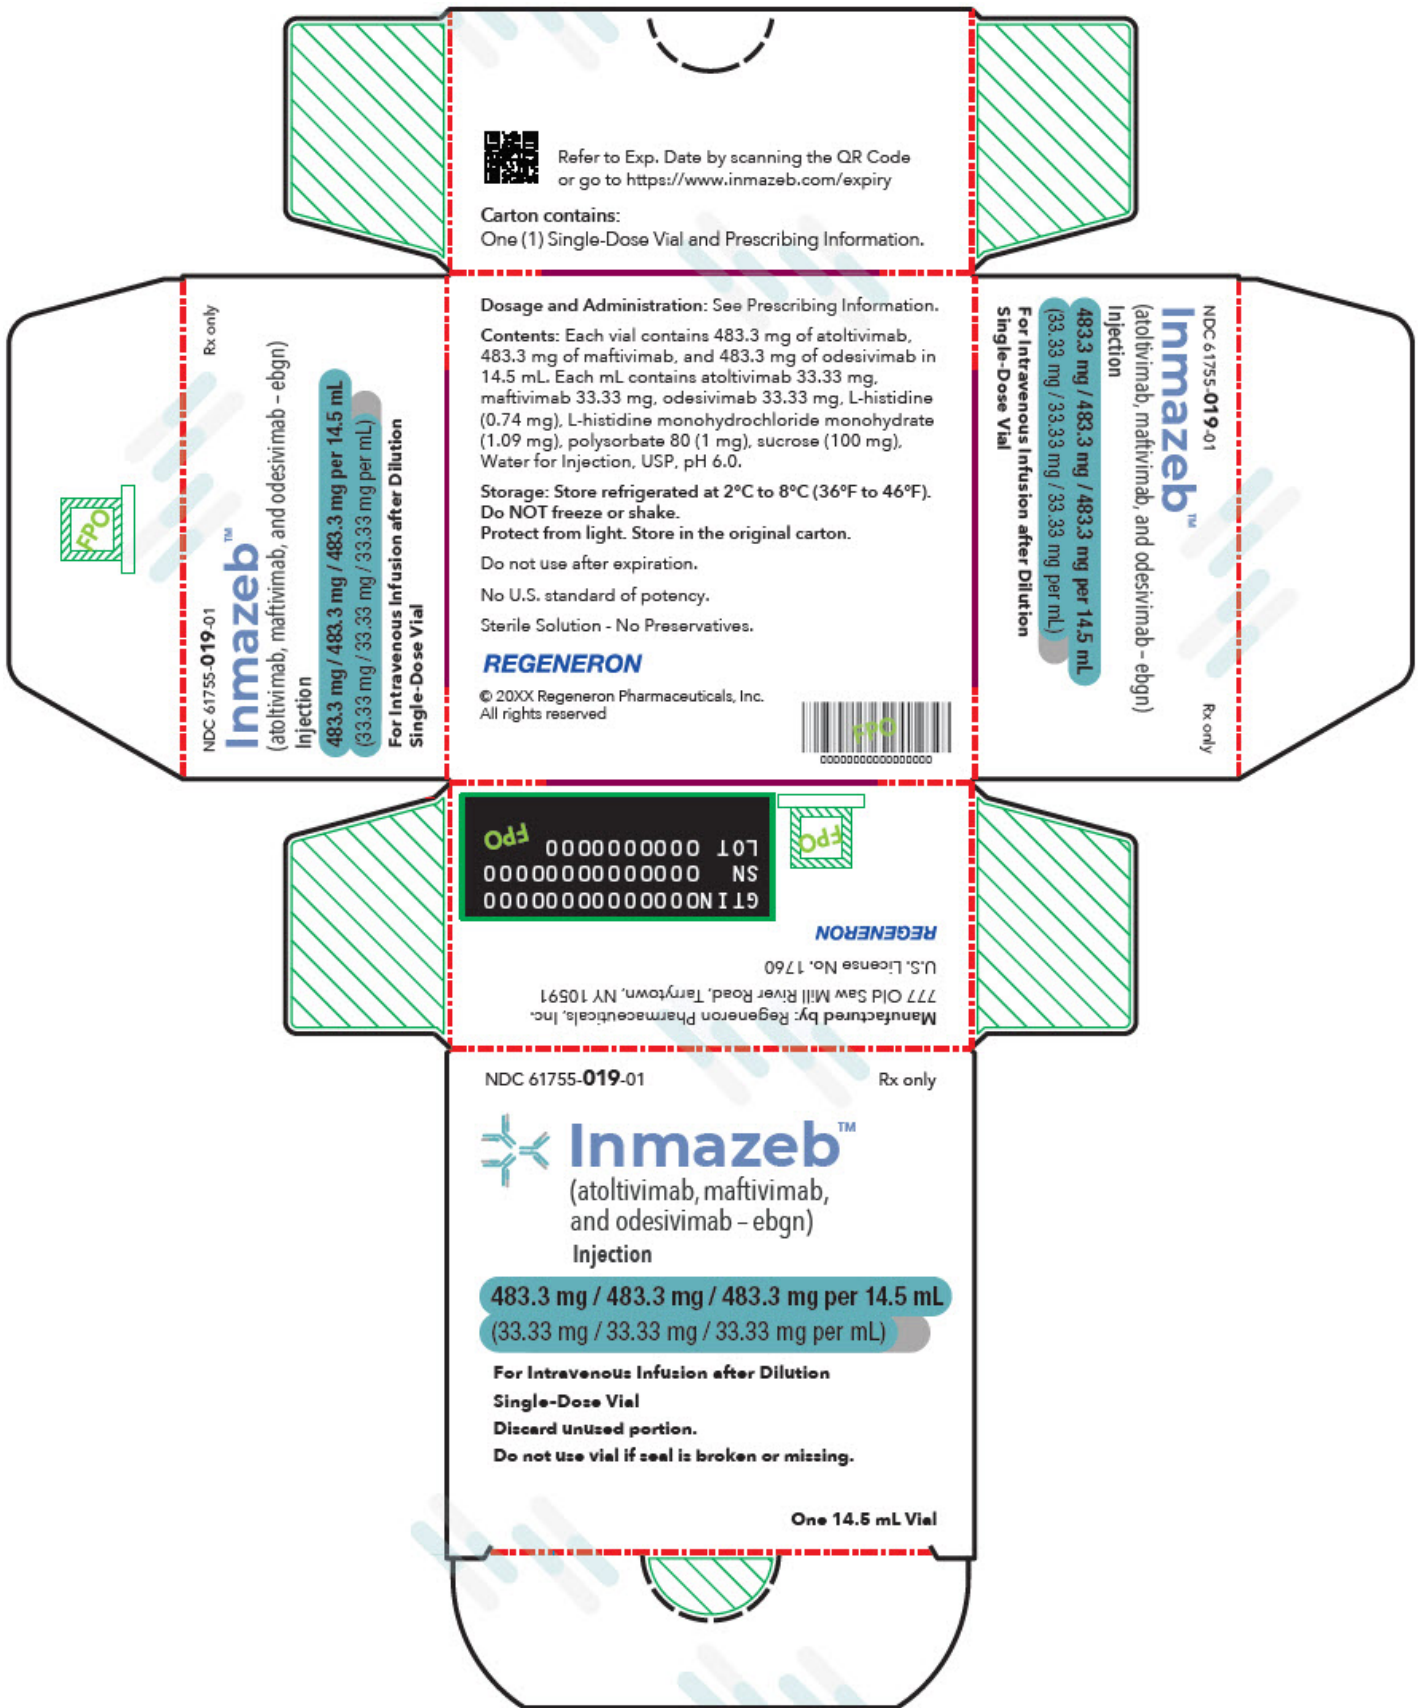 Refer to Exp. Date by scanning the QR Code
or go to https://www.inmazeb.com/expiry
Carton contains:
One (1) Single-Dose Vial and Prescribing Information.
Rx only
NDC 61755-019-01
Inmazeb™
(atoltivimab, maftivimab, and odesivimab – ebgn)
Injection
483.3 mg / 483.3 mg / 483.3 mg per 14.5 mL
(33.33 mg / 33.33 mg / 33.33 mg per mL)
For Intravenous Infusion after Dilution
Single-Dose Vial
FPO
Dosage and Administration: See Prescribing Information.
Contents: Each vial contains 483.3 mg of atoltivimab,
483.3 mg of maftivimab, and 483.3 mg of odesivimab in
14.5 mL. Each mL contains atoltivimab 33.33 mg,
maftivimab 33.33 mg, odesivimab 33.33 mg, L-histidine
(0.74 mg), L-histidine monohydrochloride monohydrate
(1.09 mg), polysorbate 80 (1 mg), sucrose (100 mg),
Water for Injection, USP, pH 6.0.
Storage: Store refrigerated at 2°C to 8°C (36°F to 46°F).
Do NOT freeze or shake.
Protect from light. Store in the original carton.
Do not use after expiration.
No U.S. standard of potency.
Sterile Solution - No Preservatives.
REGENERON
© 20XX Regeneron Pharmaceuticals, Inc.
All rights reserved
FPO
0000000000000000
NDC 61755-019-01
Rx only
Inmazeb™
(atoltivimab, maftivimab, and odesivimab – ebgn)
Injection
483.3 mg / 483.3 mg / 483.3 mg per 14.5 mL
(33.33 mg / 33.33 mg / 33.33 mg per mL)
For Intravenous Infusion after Dilution
Single-Dose Vial
Manufactured by: Regeneron Pharmaceuticals, Inc.
777 Old Saw Mill River Road, Tarrytown, NY 10591
U.S. License No. 1760
REGENERON
GTIN00000000000000
SN 00000000000000
LOT 0000000000
FPO
FPO
NDC 61755-019-01
Rx only
Inmazeb™
(atoltivimab, maftivimab,
and odesivimab – ebgn)
Injection
483.3 mg / 483.3 mg / 483.3 mg per 14.5 mL
(33.33 mg / 33.33 mg / 33.33 mg per mL)
For Intravenous Infusion after Dilution
Single-Dose Vial
Discard unused portion.
Do not use vial if seal is broken or missing.
One 14.5 mL Vial